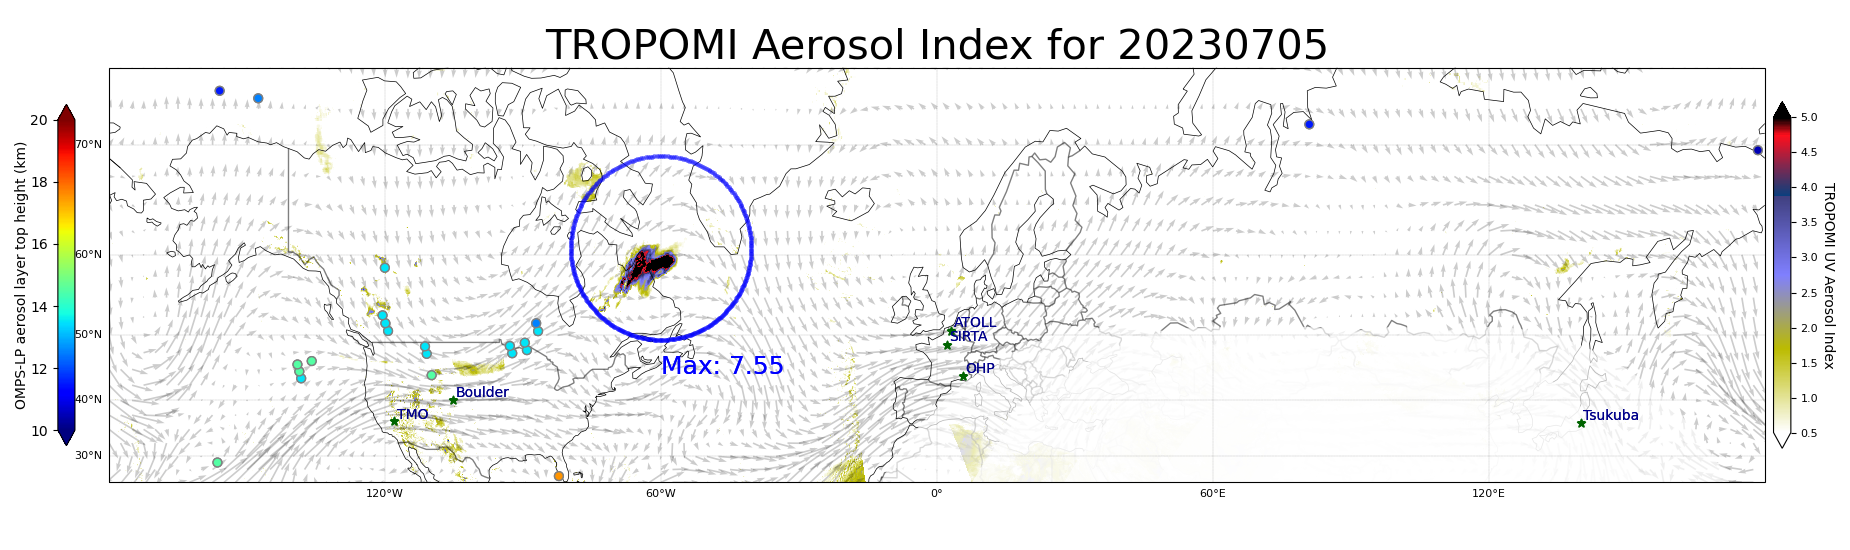 TROPOMI Aerosol Index for 20230705
OMPS-LP aerosol layer top height (km)
20
18
16
14
12
10
70°N
60°N
50°N
40°N
30°N
120°W
60°W
0°
60°E
120°E
ATOLL
SIRTA
OHP
Max: 7.55
Boulder
TMO
Tsukuba
5.0
4.5
4.0
3.5
3.0
2.5
2.0
1.5
1.0
0.5
TROPOMI UV Aerosol Index